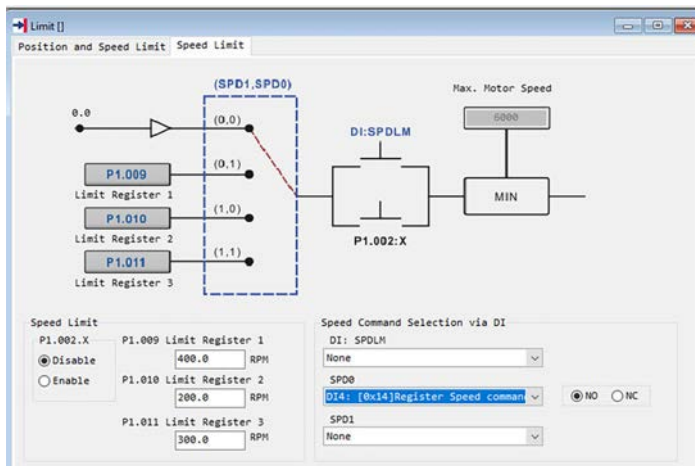 Limit []
Position and Speed Limit Speed Limit
(SPD1,SPD0)
Max. Motor Speed
0.0
(0,0)
6000
DI:SPDLM
P1.009
(0,1)
Limit Register 1
MIN
P1.010
(1,0)
Limit Register 2
P1.002:X
P1.011
(1,1)
Limit Register 3
Speed Limit
Speed Command Selection via DI
P1.002.X
P1.009 Limit Register 1
DI: SPDLM
Disable
400.0 RPM
None
Enable
P1.010 Limit Register 2
SPD0
200.0 RPM
DI4: [0x14]Register Speed comman
NO NC
P1.011 Limit Register 3
SPD1
300.0 RPM
None